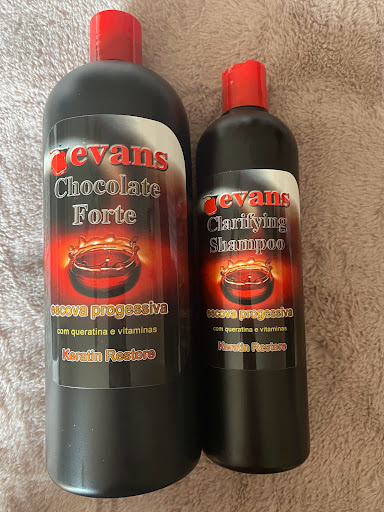 evans
Chocolate
Forte
escova progessiva
com queratina e vitaminas
Keratin Restore
evans
Clarifying
Shampoo
escova progessiva
com queratina e vitaminas
Keratin Restore